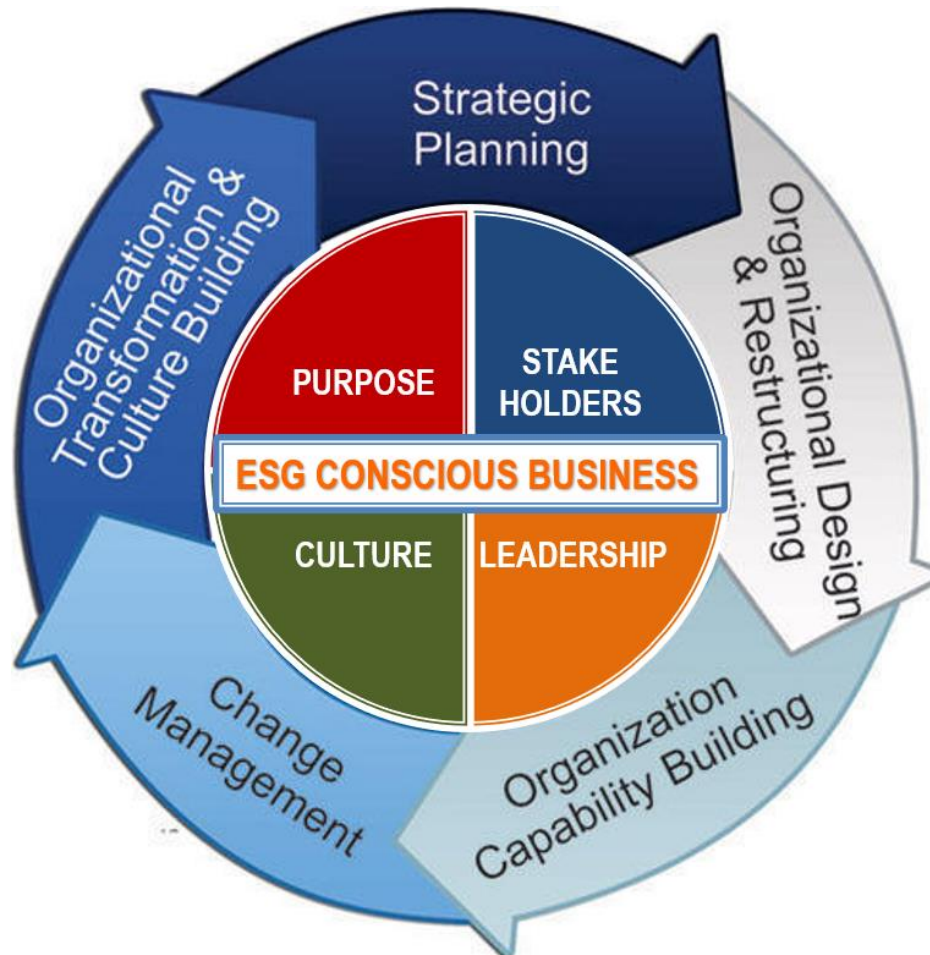 Strategic
Planning
Organizational Design
& Restructuring
Organization
Capability Building
Change
Management
Organizational
Transformation &
Culture Building
PURPOSE
STAKE
HOLDERS
ESG CONSCIOUS BUSINESS
CULTURE
LEADERSHIP